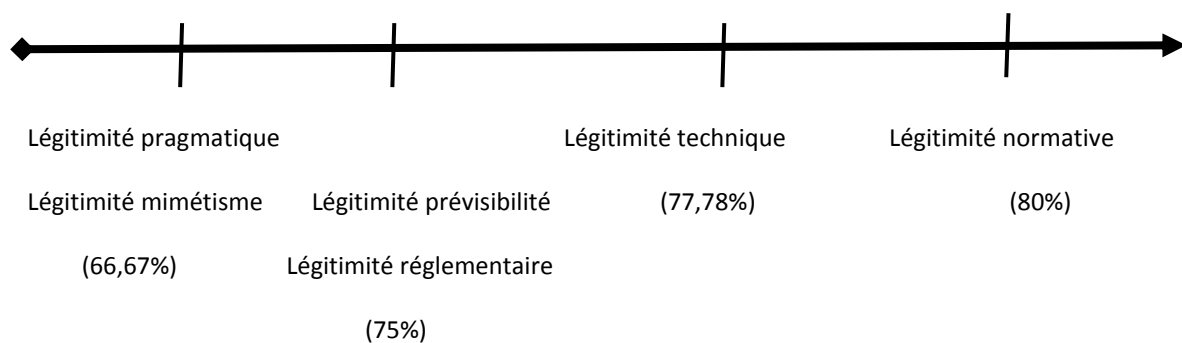 Légitimité pragmatique
Légitimité technique
Légitimité normative
Légitimité mimétisme
Légitimité prévisibilité
(77,78%)
(80%)
(66,67%)
Légitimité réglementaire
(75%)